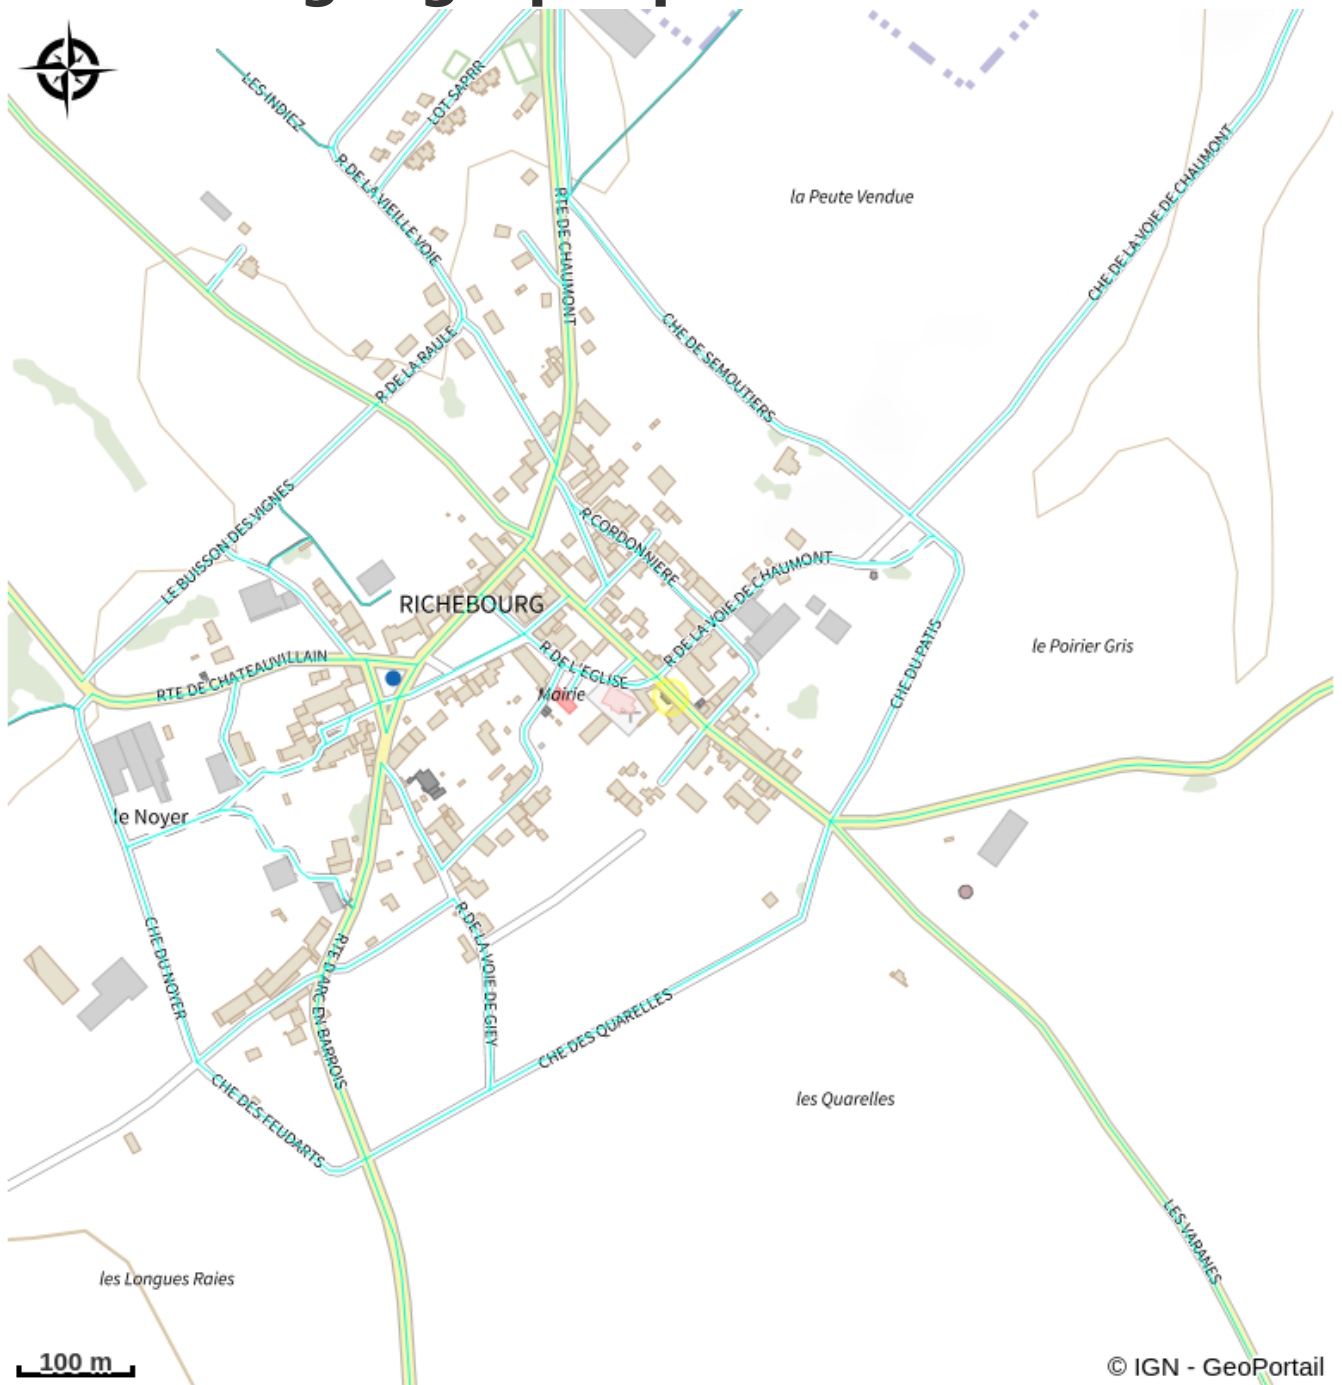 LES INDIEZ
LOT SAPRR
R DE LA VIEILLE VOIE
RTE DE CHAUMONT
la Peute Vendue
CHE DE LA VOIE DE CHAUMONT
CHE DE SEMOUTIERS
R DE LA RAULE
LE BUISSON DES VIGNES
R CORDONNIERE
R DE LA VOIE DE CHAUMONT
RICHEBOURG
R DE L'EGLISE
le Poirier Gris
CHE DU PATIS
RTE DE CHATEAUVILLAIN
Mairie
le Noyer
CHE DU NOYER
RTE D ARC EN BARROIS
R DE LA VOIE DE GIEY
CHE DES QUARELLES
CHE DES FEUDARTS
les Quarelles
LES VARANES
les Longues Raies
100 m
© IGN - GeoPortail